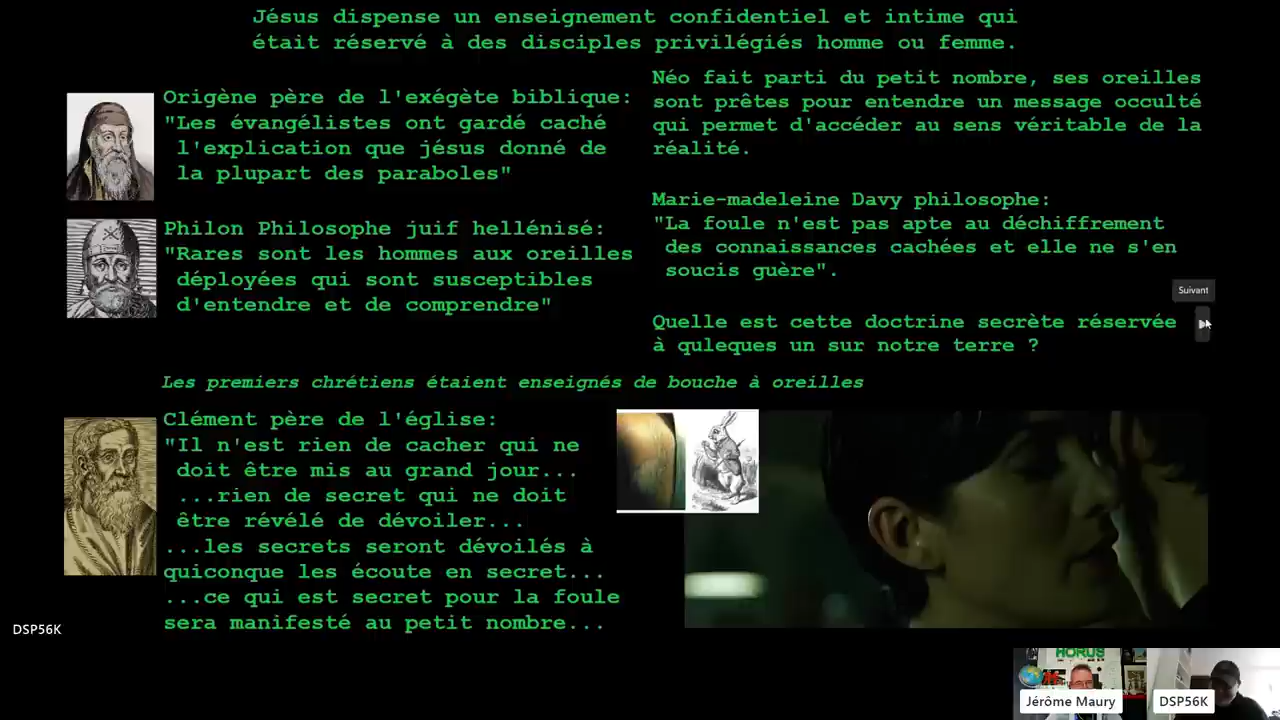 Jésus dispense un enseignement confidentiel et intime qui
était réservé à des disciples privilégiés homme ou femme.
Origène père de l'exégète biblique:
"Les évangélistes ont gardé caché
l'explication que jésus donné de
la plupart des paraboles"
Philon Philosophe juif hellénisé:
"Rares sont les hommes aux oreilles
déployées qui sont susceptibles
d'entendre et de comprendre"
Néo fait parti du petit nombre, ses oreilles
sont prêtes pour entendre un message occulté
qui permet d'accéder au sens véritable de la
réalité.
Marie-madeleine Davy philosophe:
"La foule n'est pas apte au déchiffrement
des connaissances cachées et elle ne s'en
soucis guère".
Suivant
Quelle est cette doctrine secrète réservée
à quleques un sur notre terre ?
Les premiers chrétiens étaient enseignés de bouche à oreilles
Clément père de l'église:
"Il n'est rien de cacher qui ne
doit être mis au grand jour...
...rien de secret qui ne doit
être révélé de dévoiler...
...les secrets seront dévoilés à
quiconque les écoute en secret...
...ce qui est secret pour la foule
sera manifesté au petit nombre...
DSP56K
HORUS
Jérôme Maury
DSP56K